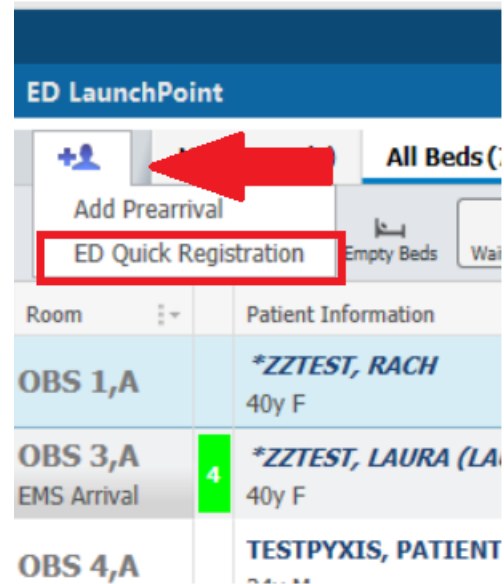 ED LaunchPoint
All Beds
Add Prearrival
ED Quick Registration
Empty Beds
Room
Patient Information
OBS 1,A
*ZZTEST, RACH
40y F
OBS 3,A
EMS Arrival
4
*ZZTEST, LAURA
40y F
OBS 4,A
TESTPYXIS, PATIENT